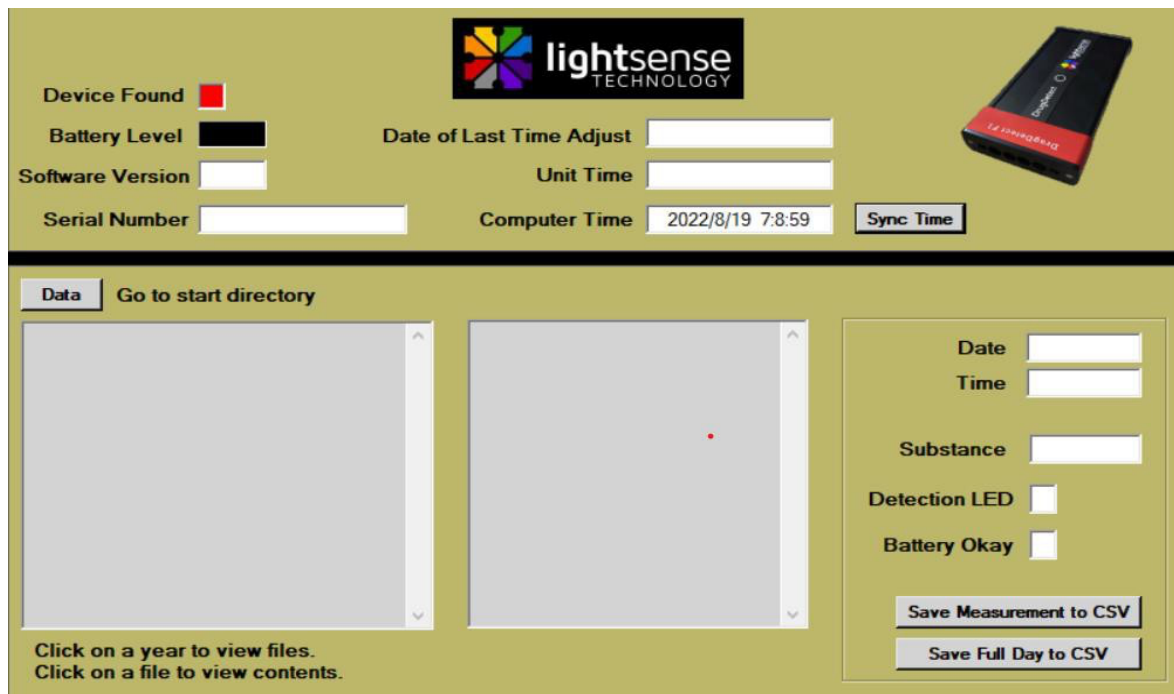 lightsense
TECHNOLOGY
Device Found
Battery Level
Date of Last Time Adjust
Software Version
Unit Time
Serial Number
Computer Time 2022/8/19 7:8:59 Sync Time
DrugDetect
DrugDetect P1
Data Go to start directory
Date
Time
Substance
Detection LED
Battery Okay
Save Measurement to CSV
Save Full Day to CSV
Click on a year to view files.
Click on a file to view contents.